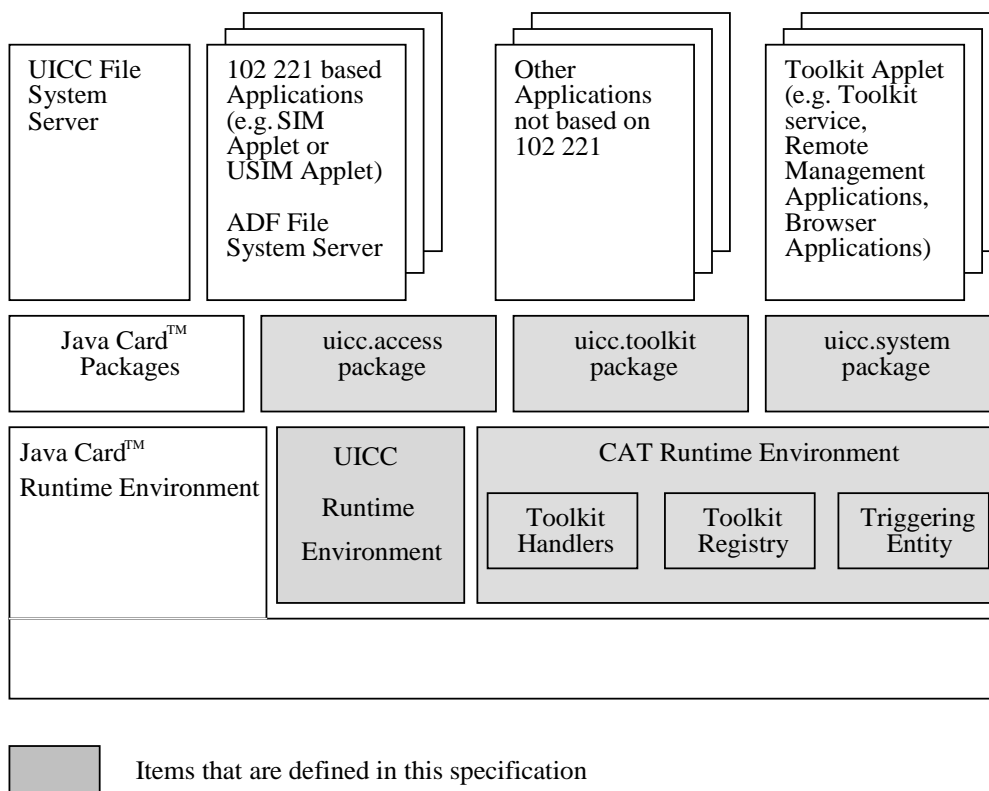 UICC File
System
Server
102 221 based
Applications
(e.g. SIM
Applet or
USIM Applet)
ADF File
System Server
Other
Applications
not based on
102 221
Toolkit Applet
(e.g. Toolkit
service,
Remote
Management
Applications,
Browser
Applications)
Java Card™
Packages
uicc.access
package
uicc.toolkit
package
uicc.system
package
Java Card™
Runtime Environment
UICC
Runtime
Environment
CAT Runtime Environment
Toolkit
Handlers
Toolkit
Registry
Triggering
Entity
Items that are defined in this specification